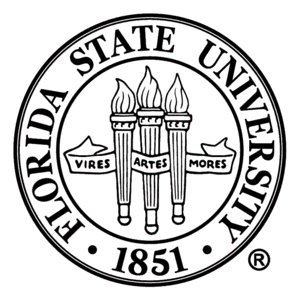 FLORIDA STATE UNIVERSITY
VIRES ARTES MORES
· 1851 ·
®